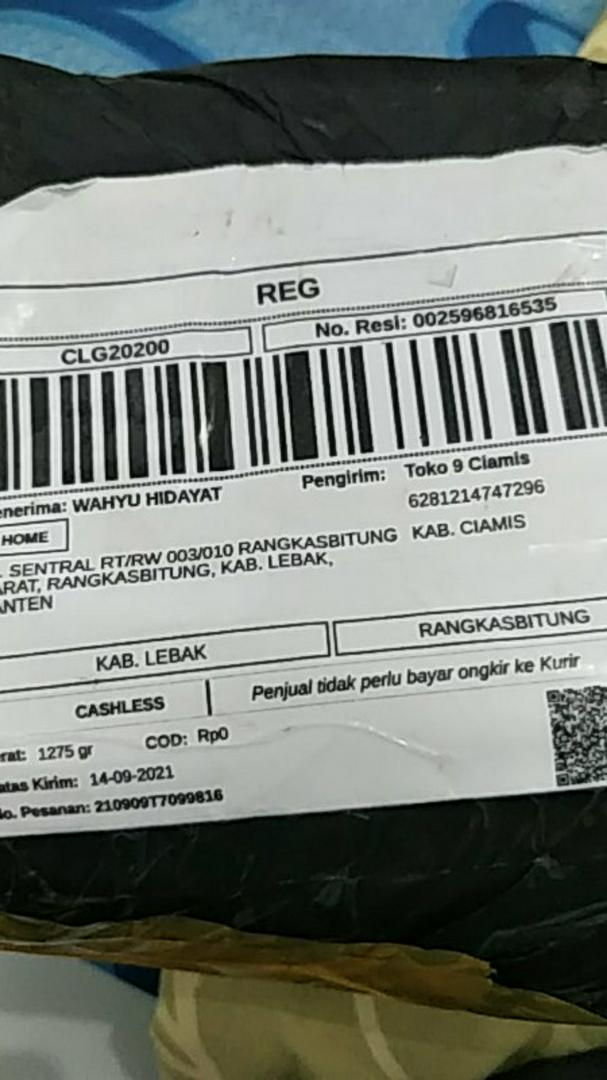 REG
CLG20200
No. Resi: 002596816535
enerima: WAHYU HIDAYAT
Pengirim: Toko 9 Ciamis
6281214747296
HOME
KAB. CIAMIS
. SENTRAL RT/RW 003/010 RANGKASBITUNG
ARAT, RANGKASBITUNG, KAB. LEBAK,
ANTEN
KAB. LEBAK
RANGKASBITUNG
CASHLESS
Penjual tidak perlu bayar ongkir ke Kurir
rat: 1275 gr
COD: Rp0
atas Kirim: 14-09-2021
o. Pesanan: 210909T7099816